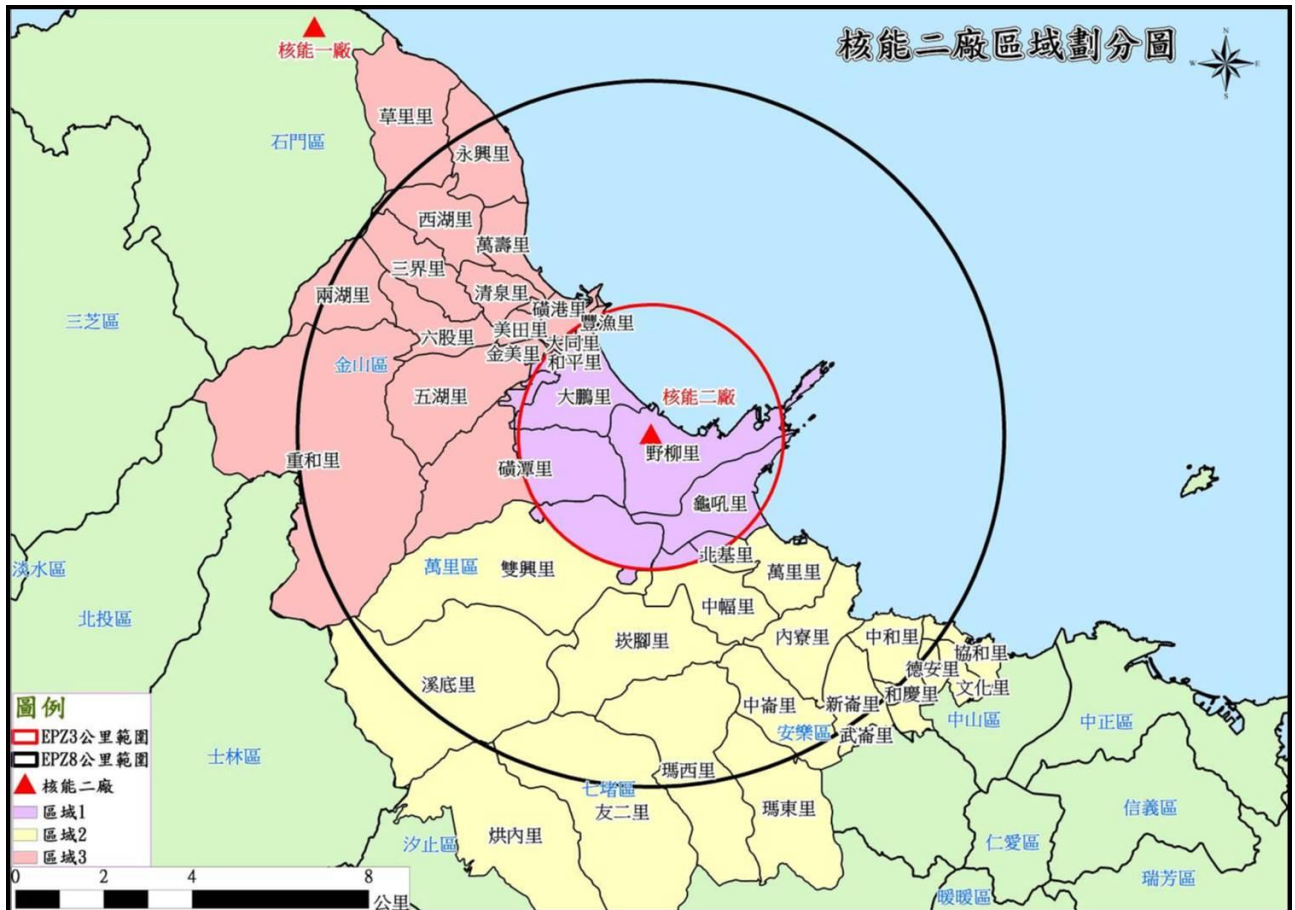 核能二廠區域劃分圖
N
W E
S
核能一廠
石門區
草里里
永興里
西湖里
萬壽里
三界里
兩湖里
清泉里
磺港里
三芝區
豐漁里
六股里
美田里
大同里
金美里
和平里
金山區
五湖里
大鵬里
核能二廠
重和里
磺潭里
野柳里
龜吼里
北基里
淡水區
萬里區
雙興里
萬里里
北投區
中幅里
崁腳里
內寮里
中和里
協和里
德安里
溪底里
文化里
和慶里
中崙里
新崙里
中山區
中正區
安樂區
武崙里
士林區
瑪西里
七堵區
友二里
瑪東里
信義區
烘內里
汐止區
仁愛區
瑞芳區
暖暖區
圖例
EPZ3公里範圍
EPZ8公里範圍
核能二廠
區域1
區域2
區域3
0 2 4 8
公里